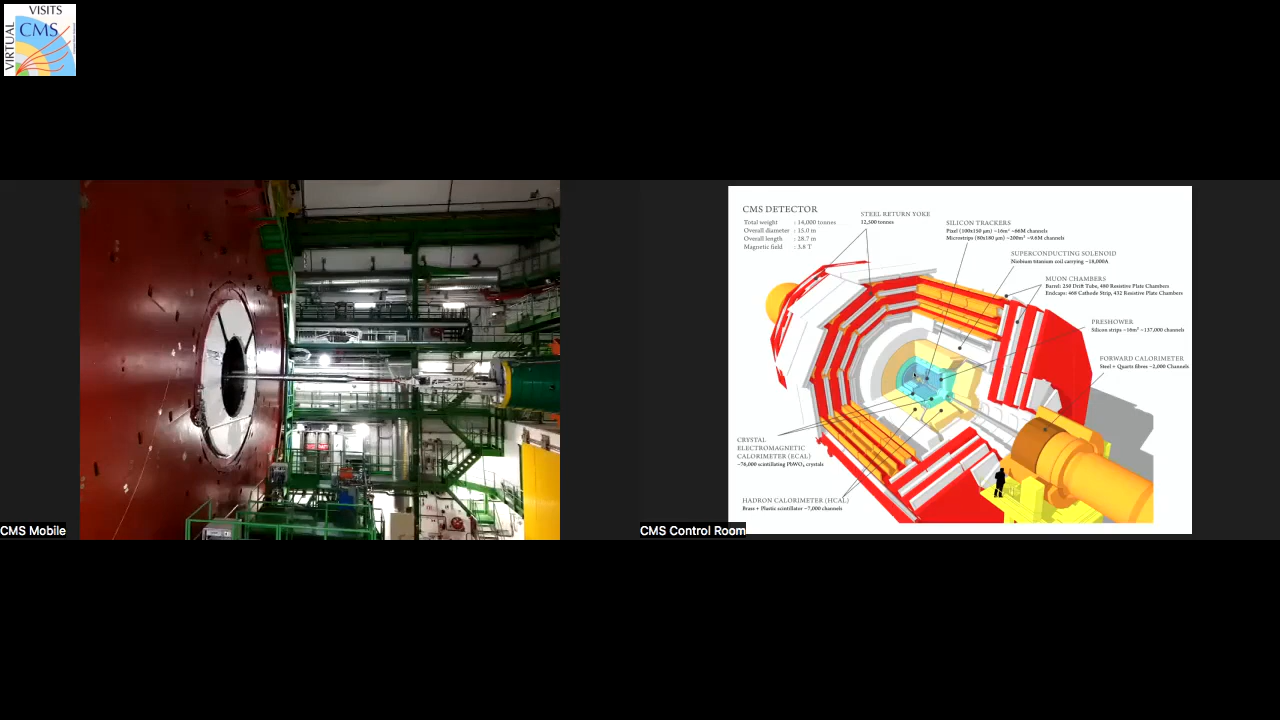 VISITS
CMS
VIRTUAL
CMS Mobile
CMS DETECTOR
Total weight : 14,000 tonnes
Overall diameter : 15.0 m
Overall length : 28.7 m
Magnetic field : 3.8 T
STEEL RETURN YOKE
12,500 tonnes
SILICON TRACKERS
Pixel (100x150 μm) ~16m² ~66M channels
Microstrips (80x180 μm) ~200m² ~9.6M channels
SUPERCONDUCTING SOLENOID
Niobium titanium coil carrying ~18,000A
MUON CHAMBERS
Barrel: 250 Drift Tube, 480 Resistive Plate Chambers
Endcaps: 468 Cathode Strip, 432 Resistive Plate Chambers
PRESHOWER
Silicon strips ~16m² ~137,000 channels
FORWARD CALORIMETER
Steel + Quartz fibres ~2,000 Channels
CRYSTAL
ELECTROMAGNETIC
CALORIMETER (ECAL)
~76,000 scintillating PbWO₄ crystals
HADRON CALORIMETER (HCAL)
Brass + Plastic scintillator ~7,000 channels
CMS Control Room